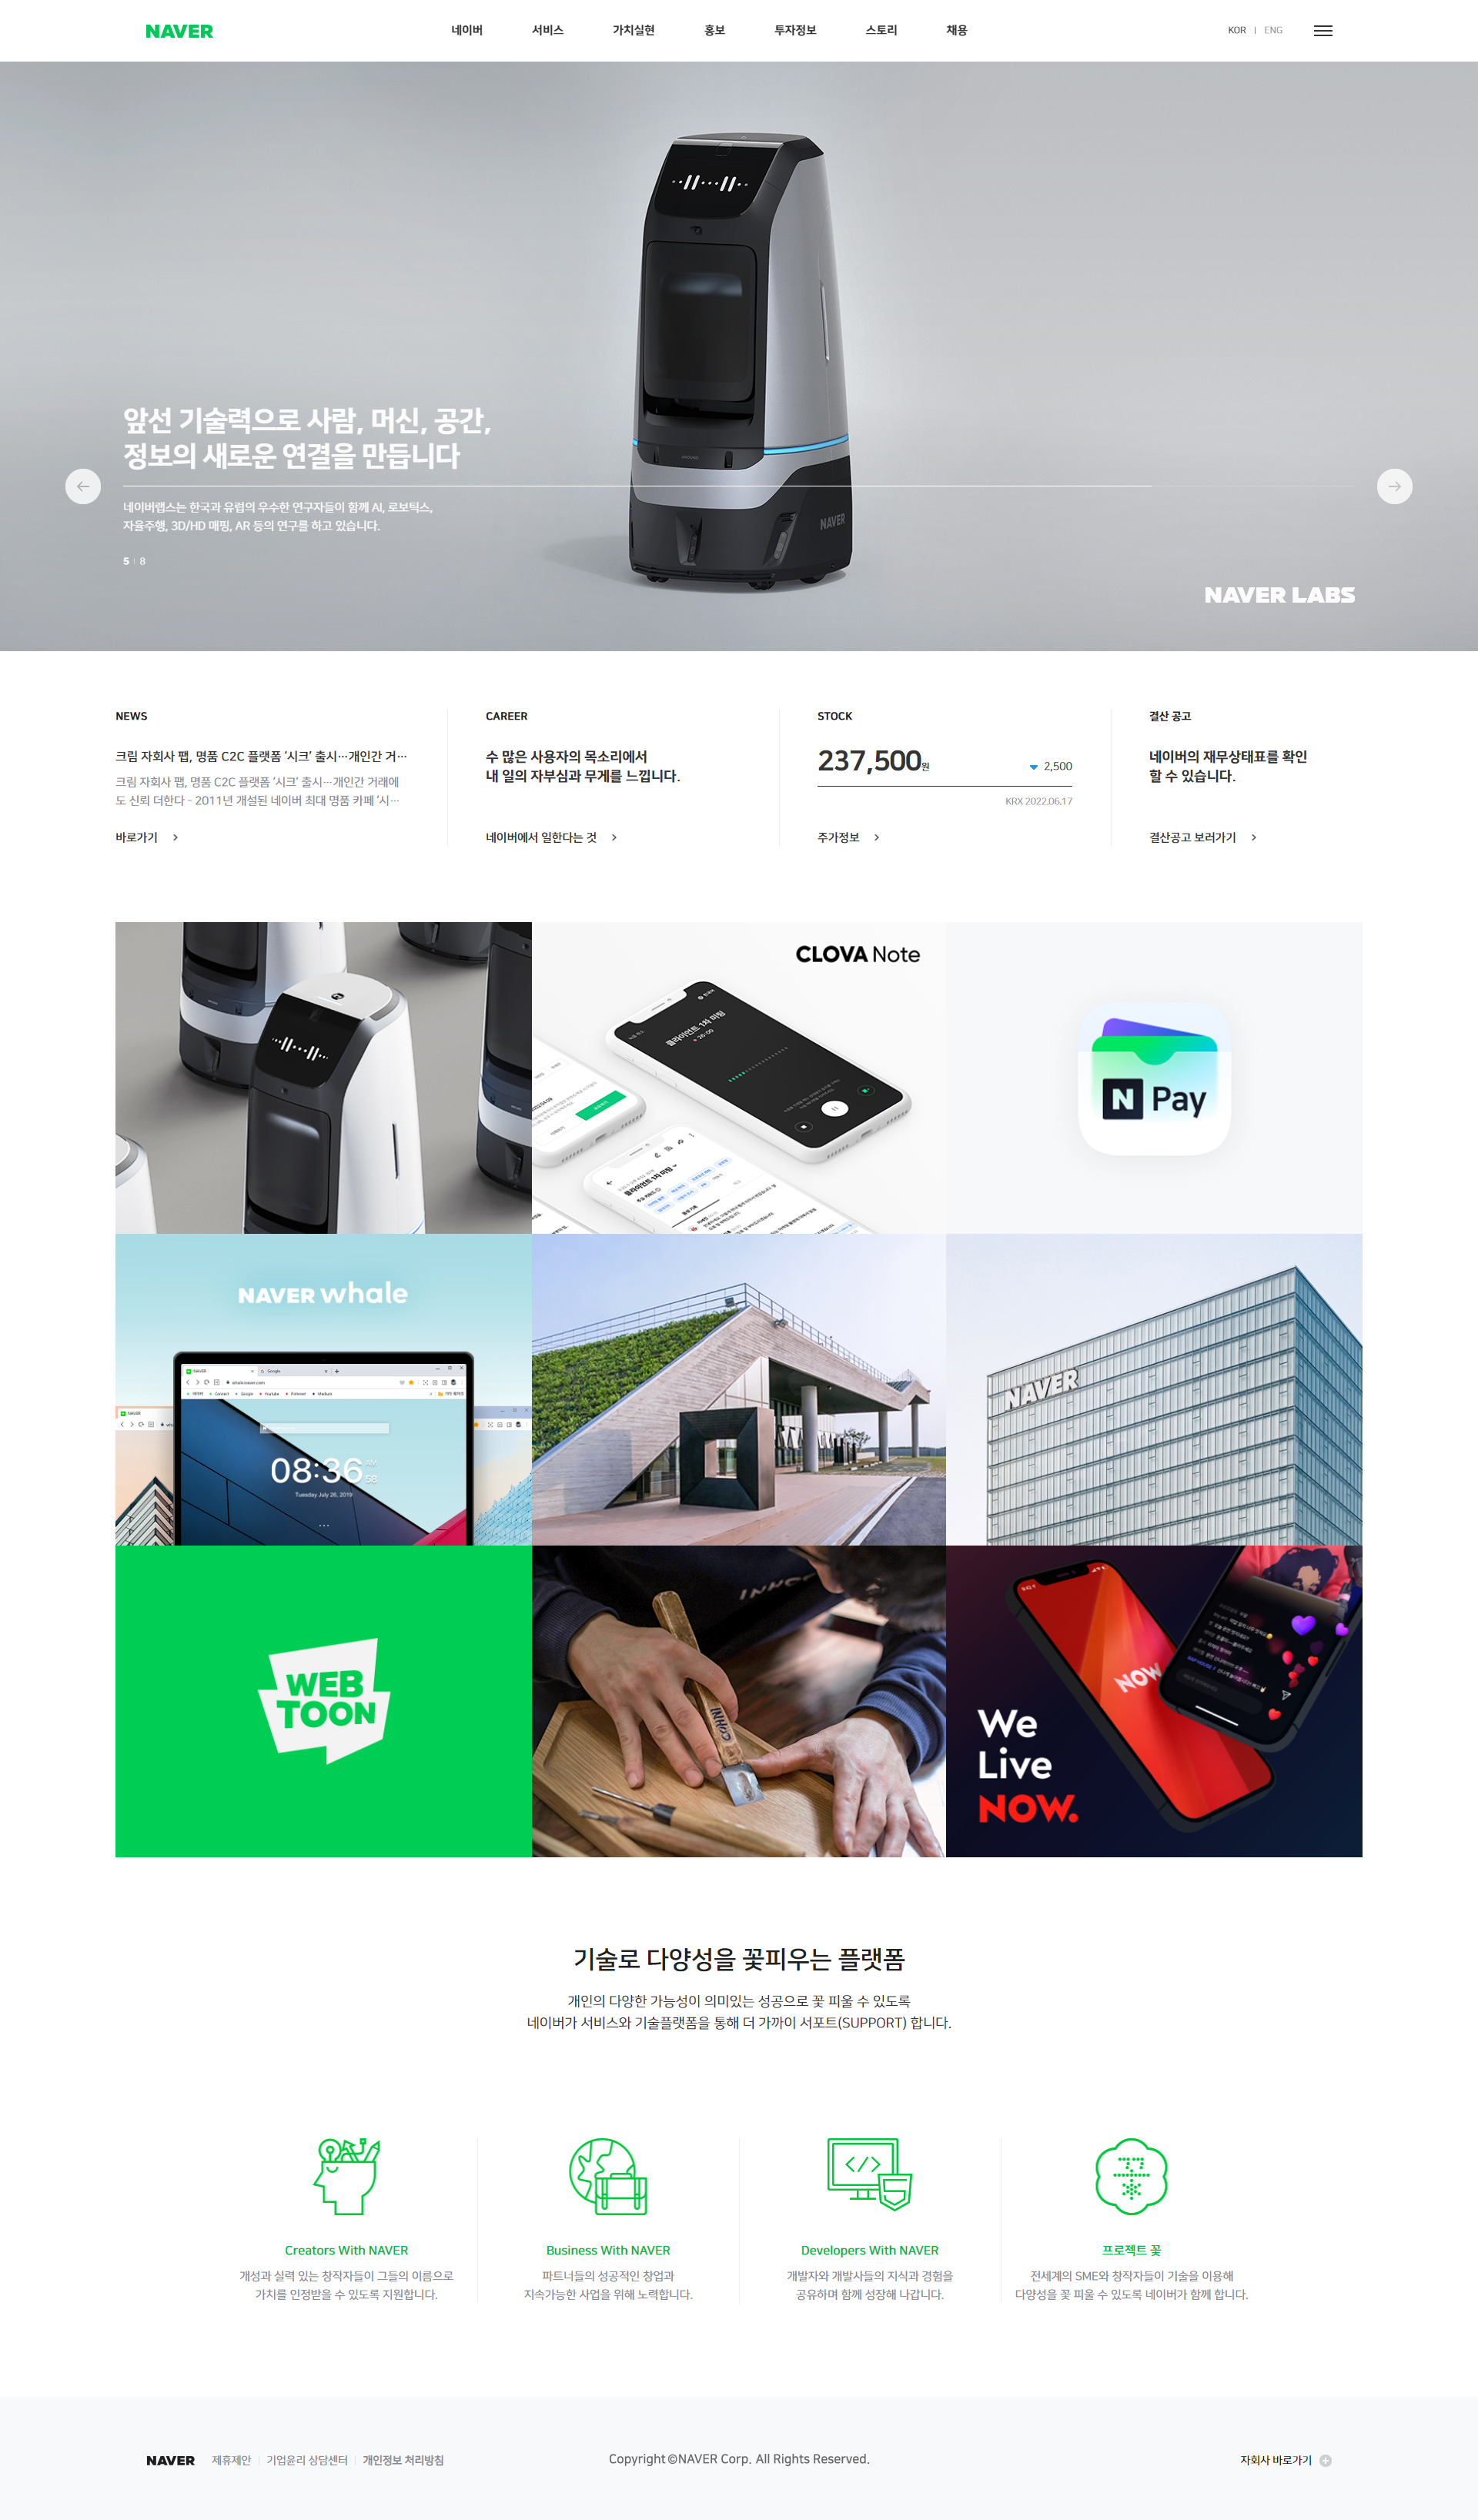 NAVER
네이버 서비스 가치실현 홍보 투자정보 스토리 채용
KOR | ENG
앞선 기술력으로 사람, 머신, 공간,
정보의 새로운 연결을 만듭니다
네이버랩스는 한국과 유럽의 우수한 연구자들이 함께 AI, 로보틱스,
자율주행, 3D/HD 매핑, AR 등의 연구를 하고 있습니다.
5 | 8
NAVER
NAVER LABS
NEWS
크림 자회사 팹, 명품 C2C 플랫폼 ‘시크’ 출시…개인간 거…
크림 자회사 팹, 명품 C2C 플랫폼 ‘시크’ 출시…개인간 거래에
도 신뢰 더한다 - 2011년 개설된 네이버 최대 명품 카페 ‘시…
바로가기
CAREER
수 많은 사용자의 목소리에서
내 일의 자부심과 무게를 느낍니다.
네이버에서 일한다는 것
STOCK
237,500원
2,500
KRX 2022.06.17
주가정보
결산 공고
네이버의 재무상태표를 확인
할 수 있습니다.
결산공고 보러가기
CLOVA Note
클라이언트 1차 미팅
클라이언트 1차 미팅
N Pay
NAVER whale
Google
whale.naver.com
08:36
AM
58
Tuesday July 26, 2019
NAVER
WEB
TOON
NOW
We
Live
NOW.
기술로 다양성을 꽃피우는 플랫폼
개인의 다양한 가능성이 의미있는 성공으로 꽃 피울 수 있도록
네이버가 서비스와 기술플랫폼을 통해 더 가까이 서포트(SUPPORT) 합니다.
Creators With NAVER
개성과 실력 있는 창작자들이 그들의 이름으로
가치를 인정받을 수 있도록 지원합니다.
Business With NAVER
파트너들의 성공적인 창업과
지속가능한 사업을 위해 노력합니다.
</>
Developers With NAVER
개발자와 개발사들의 지식과 경험을
공유하며 함께 성장해 나갑니다.
프로젝트 꽃
전세계의 SME와 창작자들이 기술을 이용해
다양성을 꽃 피울 수 있도록 네이버가 함께 합니다.
NAVER 제휴제안 | 기업윤리 상담센터 | 개인정보 처리방침
Copyright ©NAVER Corp. All Rights Reserved.
자회사 바로가기